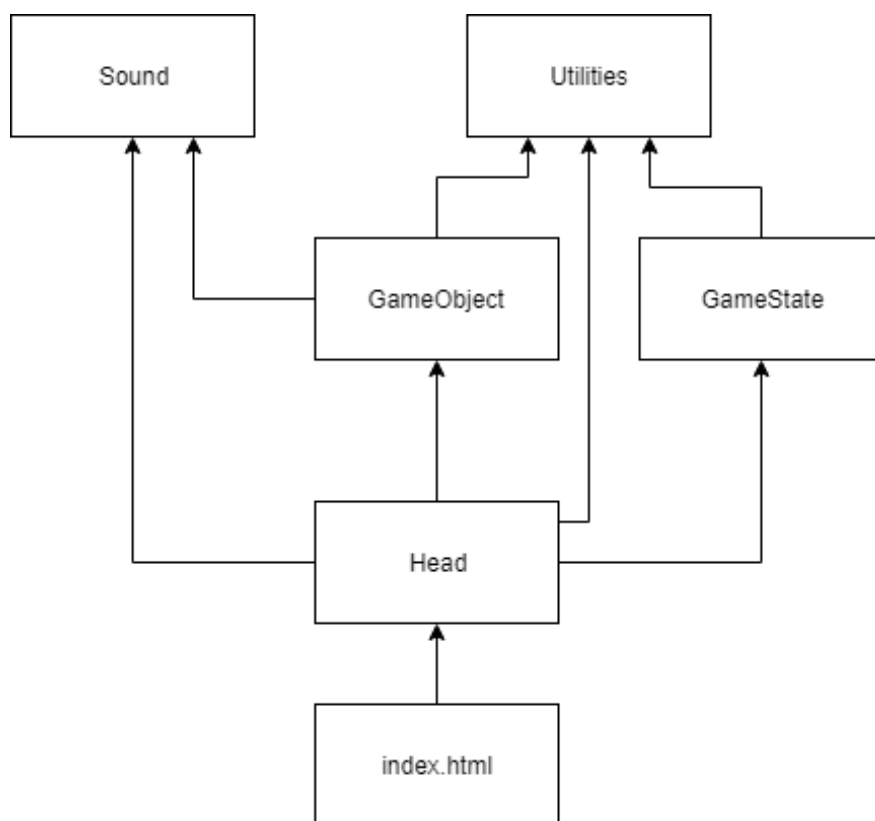 Sound
Utilities
GameObject
GameState
Head
index.html